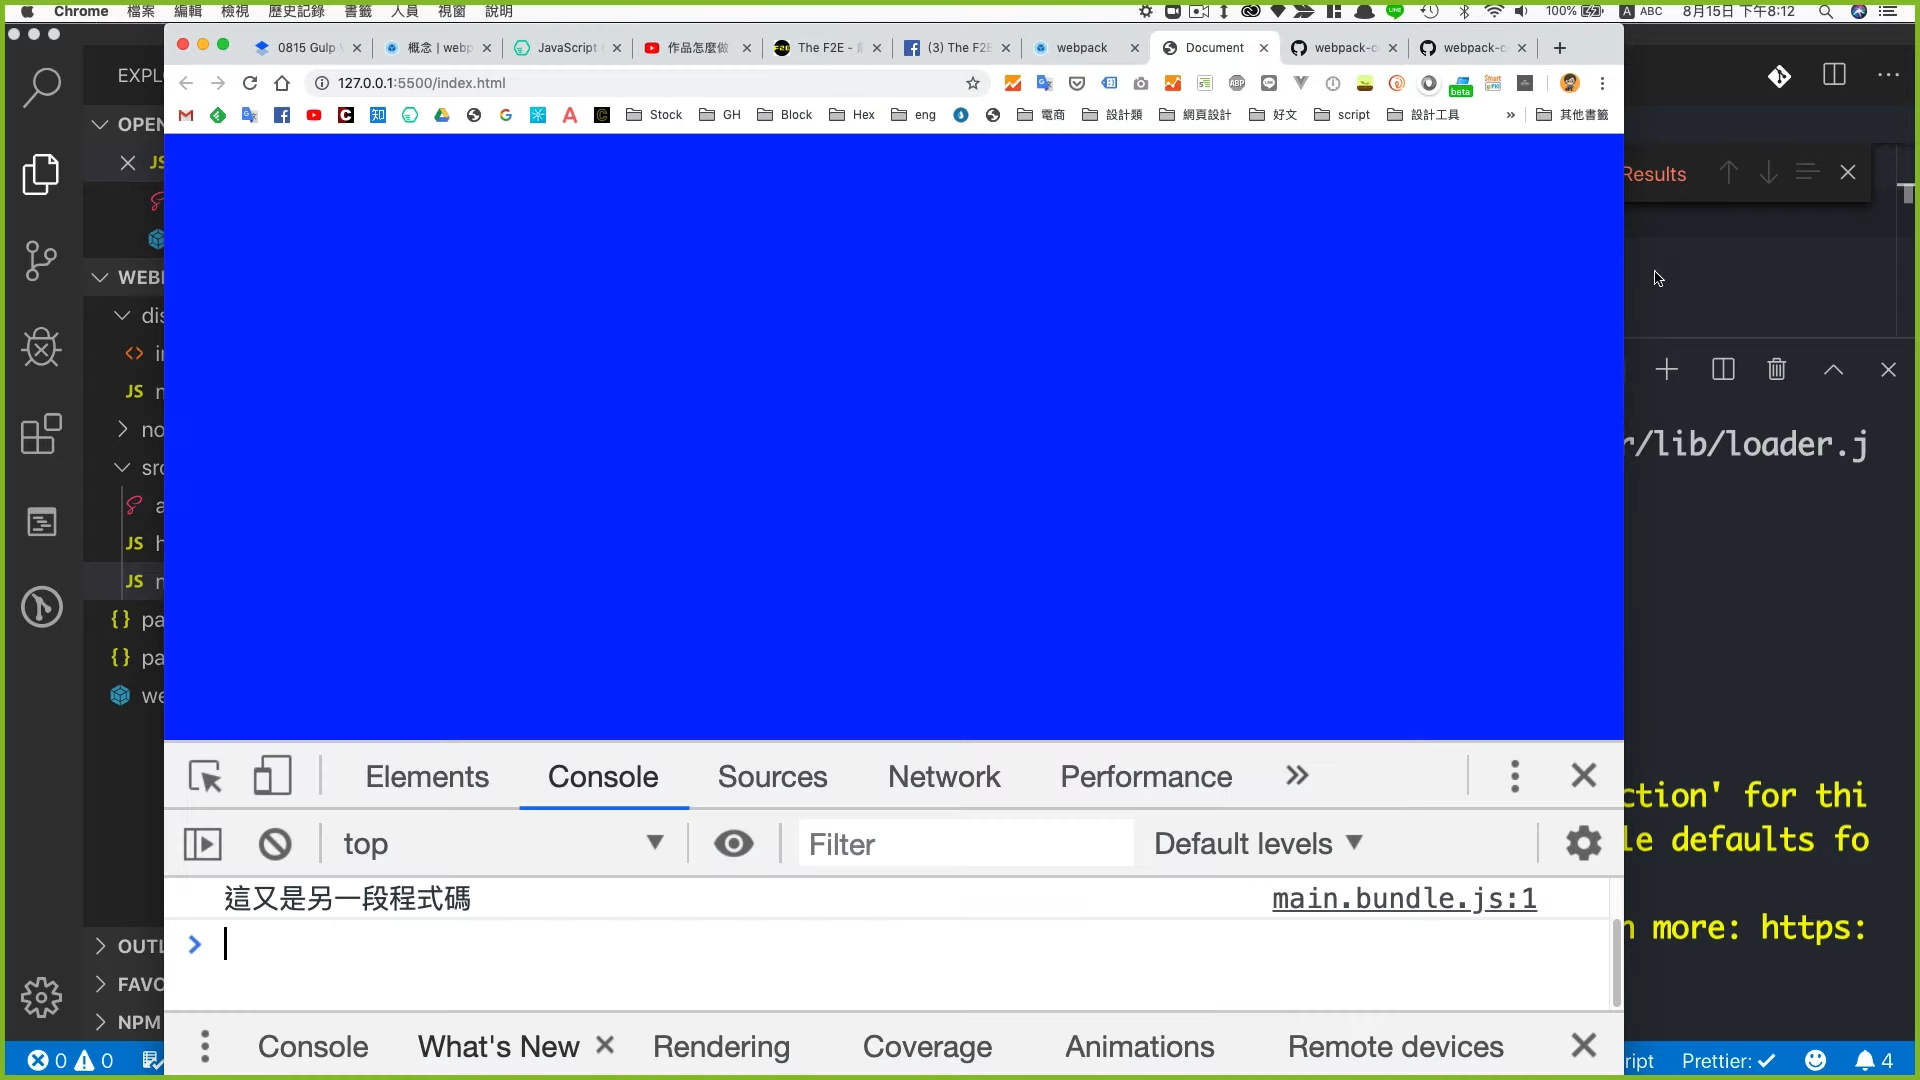 Chrome 檔案 編輯 檢視 歷史記錄 書籤 人員 視窗 說明 100% A ABC 8月15日 下午8:12
0815 Gulp 概念 | webp JavaScript 作品怎麼做 The F2E - (3) The F2E webpack Document webpack-c webpack-c
127.0.0.1:5500/index.html
Stock GH Block Hex eng 電商 設計類 網頁設計 好文 script 設計工具 » 其他書籤
EXPL
OPEN
JS
WEB
dis
JS
no
src
JS h
JS
pa
pa
we
OUTL
FAVO
NPM
Results
r/lib/loader.j
ction' for thi
le defaults fo
n more: https:
Elements Console Sources Network Performance »
top Filter Default levels
這又是另一段程式碼 main.bundle.js:1
Console What's New Rendering Coverage Animations Remote devices
0 0 ript Prettier: 4